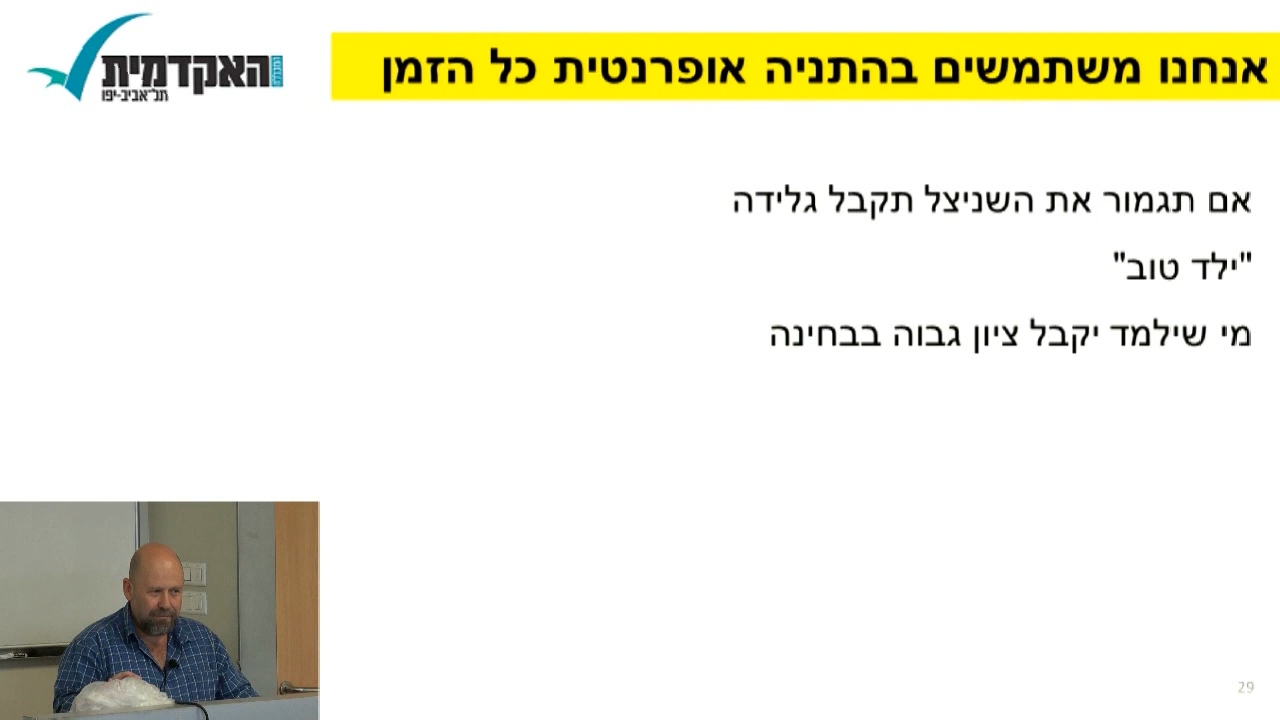 אנחנו משתמשים בהתניה אופרנטית כל הזמן
האקדמית
תל־אביב-יפו
אם תגמור את השניצל תקבל גלידה
"ילד טוב"
מי שילמד יקבל ציון גבוה בבחינה
29